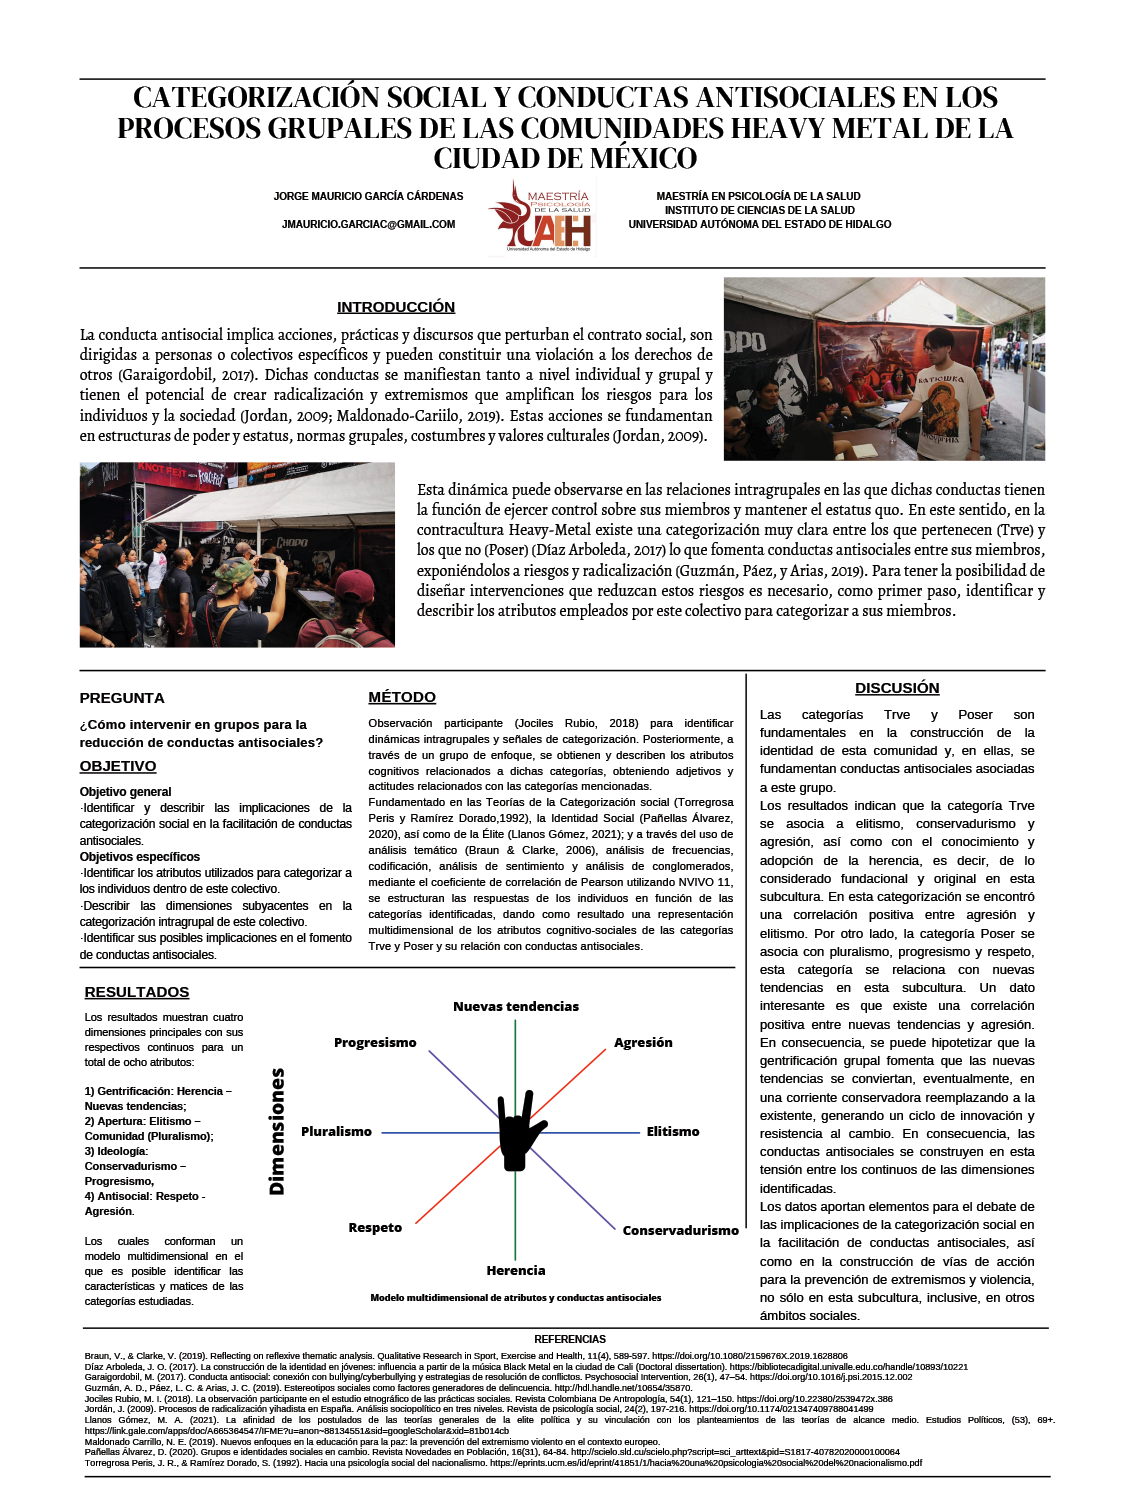 CATEGORIZACIÓN SOCIAL Y CONDUCTAS ANTISOCIALES EN LOS
PROCESOS GRUPALES DE LAS COMUNIDADES HEAVY METAL DE LA
CIUDAD DE MÉXICO
JORGE MAURICIO GARCÍA CÁRDENAS
JMAURICIO.GARCIAC@GMAIL.COM
MAESTRÍA
PSICOLOGÍA
DE LA SALUD
UAEH
Universidad Autónoma del Estado de Hidalgo
MAESTRÍA EN PSICOLOGÍA DE LA SALUD
INSTITUTO DE CIENCIAS DE LA SALUD
UNIVERSIDAD AUTÓNOMA DEL ESTADO DE HIDALGO
INTRODUCCIÓN
La conducta antisocial implica acciones, prácticas y discursos que perturban el contrato social, son
dirigidas a personas o colectivos específicos y pueden constituir una violación a los derechos de
otros (Garaigordobil, 2017). Dichas conductas se manifiestan tanto a nivel individual y grupal y
tienen el potencial de crear radicalización y extremismos que amplifican los riesgos para los
individuos y la sociedad (Jordan, 2009; Maldonado-Cariilo, 2019). Estas acciones se fundamentan
en estructuras de poder y estatus, normas grupales, costumbres y valores culturales (Jordan, 2009).
CHOPO
БАТЮШКА
KNOT FEST
FORCE FEST
CHOPO
Esta dinámica puede observarse en las relaciones intragrupales en las que dichas conductas tienen
la función de ejercer control sobre sus miembros y mantener el estatus quo. En este sentido, en la
contracultura Heavy-Metal existe una categorización muy clara entre los que pertenecen (Trve) y
los que no (Poser) (Díaz Arboleda, 2017) lo que fomenta conductas antisociales entre sus miembros,
exponiéndolos a riesgos y radicalización (Guzmán, Páez, y Arias, 2019). Para tener la posibilidad de
diseñar intervenciones que reduzcan estos riesgos es necesario, como primer paso, identificar y
describir los atributos empleados por este colectivo para categorizar a sus miembros.
PREGUNTA
¿Cómo intervenir en grupos para la
reducción de conductas antisociales?
OBJETIVO
Objetivo general
·Identificar y describir las implicaciones de la
categorización social en la facilitación de conductas
antisociales.
Objetivos específicos
·Identificar los atributos utilizados para categorizar a
los individuos dentro de este colectivo.
·Describir las dimensiones subyacentes en la
categorización intragrupal de este colectivo.
·Identificar sus posibles implicaciones en el fomento
de conductas antisociales.
MÉTODO
Observación participante (Jociles Rubio, 2018) para identificar
dinámicas intragrupales y señales de categorización. Posteriormente, a
través de un grupo de enfoque, se obtienen y describen los atributos
cognitivos relacionados a dichas categorías, obteniendo adjetivos y
actitudes relacionados con las categorías mencionadas.
Fundamentado en las Teorías de la Categorización social (Torregrosa
Peris y Ramírez Dorado,1992), la Identidad Social (Pañellas Álvarez,
2020), así como de la Élite (Llanos Gómez, 2021); y a través del uso de
análisis temático (Braun & Clarke, 2006), análisis de frecuencias,
codificación, análisis de sentimiento y análisis de conglomerados,
mediante el coeficiente de correlación de Pearson utilizando NVIVO 11,
se estructuran las respuestas de los individuos en función de las
categorías identificadas, dando como resultado una representación
multidimensional de los atributos cognitivo-sociales de las categorías
Trve y Poser y su relación con conductas antisociales.
RESULTADOS
Los resultados muestran cuatro
dimensiones principales con sus
respectivos continuos para un
total de ocho atributos:
1) Gentrificación: Herencia –
Nuevas tendencias;
2) Apertura: Elitismo –
Comunidad (Pluralismo);
3) Ideología:
Conservadurismo –
Progresismo,
4) Antisocial: Respeto -
Agresión.
Los cuales conforman un
modelo multidimensional en el
que es posible identificar las
características y matices de las
categorías estudiadas.
Dimensiones
Nuevas tendencias
Progresismo
Agresión
Pluralismo
Elitismo
Respeto
Conservadurismo
Herencia
Modelo multidimensional de atributos y conductas antisociales
DISCUSIÓN
Las categorías Trve y Poser son
fundamentales en la construcción de la
identidad de esta comunidad y, en ellas, se
fundamentan conductas antisociales asociadas
a este grupo.
Los resultados indican que la categoría Trve
se asocia a elitismo, conservadurismo y
agresión, así como con el conocimiento y
adopción de la herencia, es decir, de lo
considerado fundacional y original en esta
subcultura. En esta categorización se encontró
una correlación positiva entre agresión y
elitismo. Por otro lado, la categoría Poser se
asocia con pluralismo, progresismo y respeto,
esta categoría se relaciona con nuevas
tendencias en esta subcultura. Un dato
interesante es que existe una correlación
positiva entre nuevas tendencias y agresión.
En consecuencia, se puede hipotetizar que la
gentrificación grupal fomenta que las nuevas
tendencias se conviertan, eventualmente, en
una corriente conservadora reemplazando a la
existente, generando un ciclo de innovación y
resistencia al cambio. En consecuencia, las
conductas antisociales se construyen en esta
tensión entre los continuos de las dimensiones
identificadas.
Los datos aportan elementos para el debate de
las implicaciones de la categorización social en
la facilitación de conductas antisociales, así
como en la construcción de vías de acción
para la prevención de extremismos y violencia,
no sólo en esta subcultura, inclusive, en otros
ámbitos sociales.
REFERENCIAS
Braun, V., & Clarke, V. (2019). Reflecting on reflexive thematic analysis. Qualitative Research in Sport, Exercise and Health, 11(4), 589-597. https://doi.org/10.1080/2159676X.2019.1628806
Díaz Arboleda, J. O. (2017). La construcción de la identidad en jóvenes: influencia a partir de la música Black Metal en la ciudad de Cali (Doctoral dissertation). https://bibliotecadigital.univalle.edu.co/handle/10893/10221
Garaigordobil, M. (2017). Conducta antisocial: conexión con bullying/cyberbullying y estrategias de resolución de conflictos. Psychosocial Intervention, 26(1), 47–54. https://doi.org/10.1016/j.psi.2015.12.002
Guzmán, A. D., Páez, L. C. & Arias, J. C. (2019). Estereotipos sociales como factores generadores de delincuencia. http://hdl.handle.net/10654/35870.
Jociles Rubio, M. I. (2018). La observación participante en el estudio etnográfico de las prácticas sociales. Revista Colombiana De Antropología, 54(1), 121–150. https://doi.org/10.22380/2539472x.386
Jordán, J. (2009). Procesos de radicalización yihadista en España. Análisis sociopolítico en tres niveles. Revista de psicología social, 24(2), 197-216. https://doi.org/10.1174/021347409788041499
Llanos Gómez, M. A. (2021). La afinidad de los postulados de las teorías generales de la elite política y su vinculación con los planteamientos de las teorías de alcance medio. Estudios Políticos, (53), 69+.
https://link.gale.com/apps/doc/A665364547/IFME?u=anon~88134551&sid=googleScholar&xid=81b014cb
Maldonado Carrillo, N. E. (2019). Nuevos enfoques en la educación para la paz: la prevención del extremismo violento en el contexto europeo.
Pañellas Álvarez, D. (2020). Grupos e identidades sociales en cambio. Revista Novedades en Población, 16(31), 64-84. http://scielo.sld.cu/scielo.php?script=sci_arttext&pid=S1817-40782020000100064
Torregrosa Peris, J. R., & Ramírez Dorado, S. (1992). Hacia una psicología social del nacionalismo. https://eprints.ucm.es/id/eprint/41851/1/hacia%20una%20psicologia%20social%20del%20nacionalismo.pdf